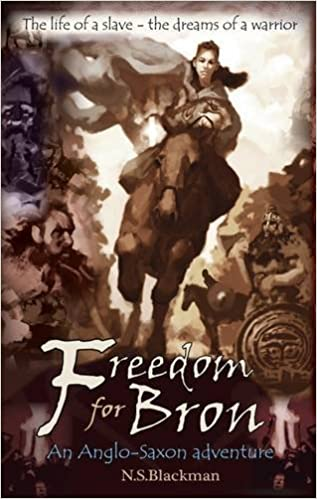 The life of a slave – the dreams of a warrior
Freedom
for Bron
An Anglo-Saxon adventure
N.S.Blackman